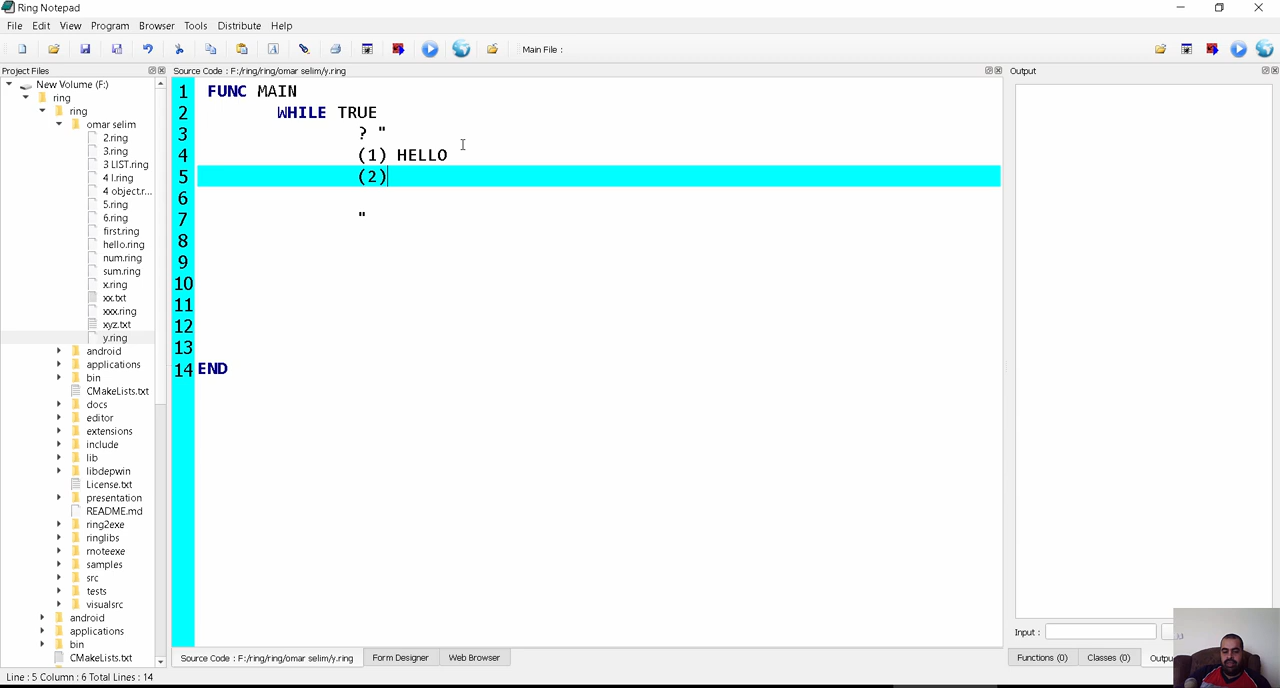 Ring Notepad
File Edit View Program Browser Tools Distribute Help
Main File :
Project Files
Source Code : F:/ring/ring/omar selim/y.ring
Output
New Volume (F:)
ring
ring
omar selim
2.ring
3.ring
3 LIST.ring
4 l.ring
4 object.r...
5.ring
6.ring
first.ring
hello.ring
num.ring
sum.ring
x.ring
xx.txt
xxx.ring
xyz.txt
y.ring
android
applications
bin
CMakeLists.txt
docs
editor
extensions
include
lib
libdepwin
License.txt
presentation
README.md
ring2exe
ringlibs
rnoteexe
samples
src
tests
visualsrc
android
applications
bin
CMakeLists.txt
1 FUNC MAIN
2 WHILE TRUE
3 ? "
4 (1) HELLO
5 (2)
6
7 "
8
9
10
11
12
13
14 END
Input :
Source Code : F:/ring/ring/omar selim/y.ring Form Designer Web Browser
Functions (0) Classes (0) Outpu
Line : 5 Column : 6 Total Lines : 14